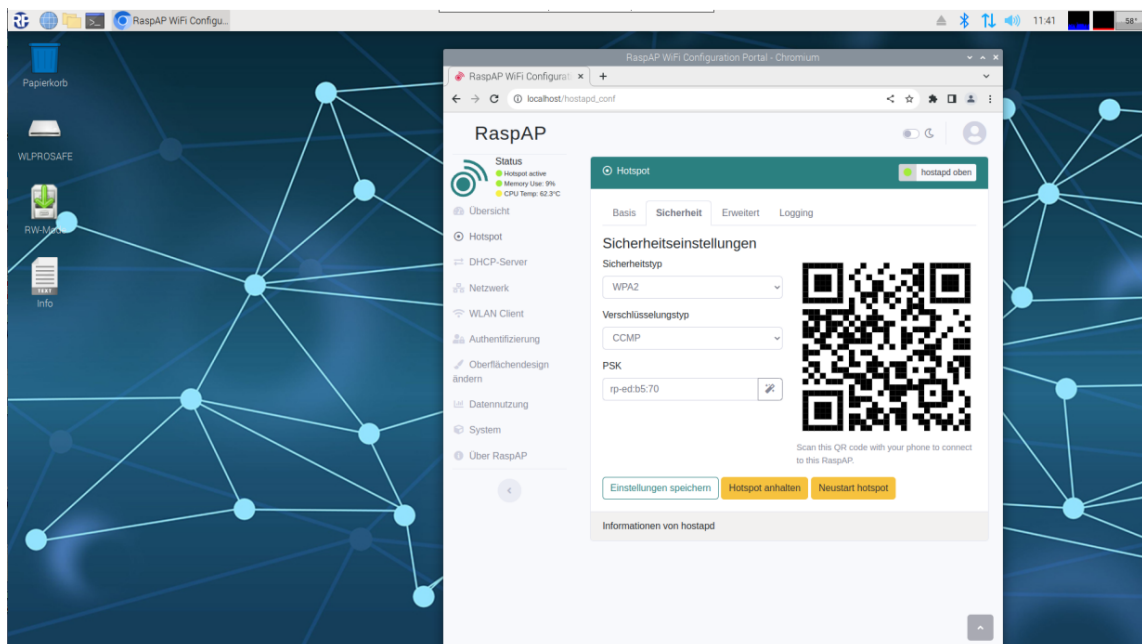 RaspAP WiFi Configu...
11:41
58°
Papierkorb
WLPROSAFE
Info
RaspAP WiFi Configuration Portal - Chromium
RaspAP WiFi Configurati
localhost/hostapd_conf
RaspAP
Status
Hotspot active
Memory Use: 9%
CPU Temp: 62.3°C
Übersicht
Hotspot
DHCP-Server
Netzwerk
WLAN Client
Authentifizierung
Oberflächendesign
ändern
Datennutzung
System
Über RaspAP
Hotspot
hostapd oben
Basis Sicherheit Erweitert Logging
Sicherheitseinstellungen
Sicherheitstyp
WPA2
Verschlüsselungstyp
CCMP
PSK
rp-ed:b5:70
Scan this QR code with your phone to connect
to this RaspAP.
Einstellungen speichern Hotspot anhalten Neustart hotspot
Informationen von hostapd